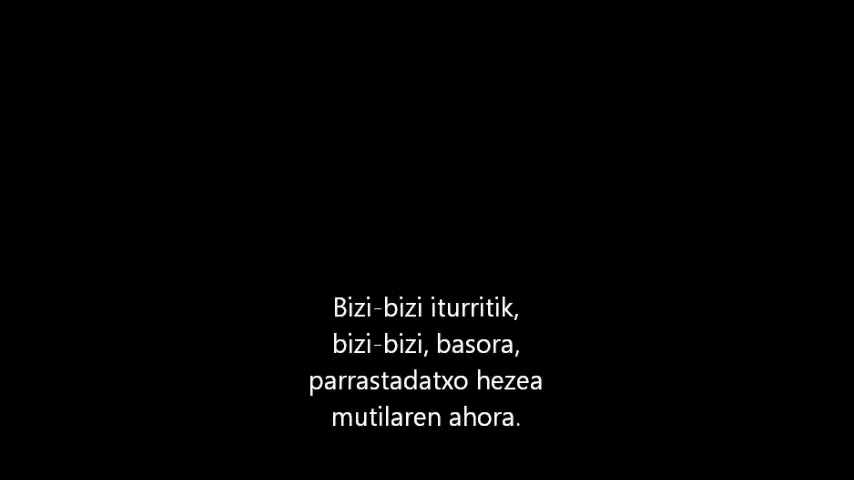 Bizi-bizi iturritik,
bizi-bizi, basora,
parrastadatxo hezea
mutilaren ahora.